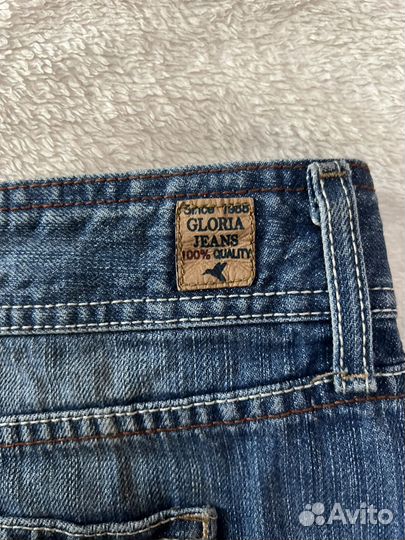 Since 1988
GLORIA
JEANS
100% QUALITY
Avito